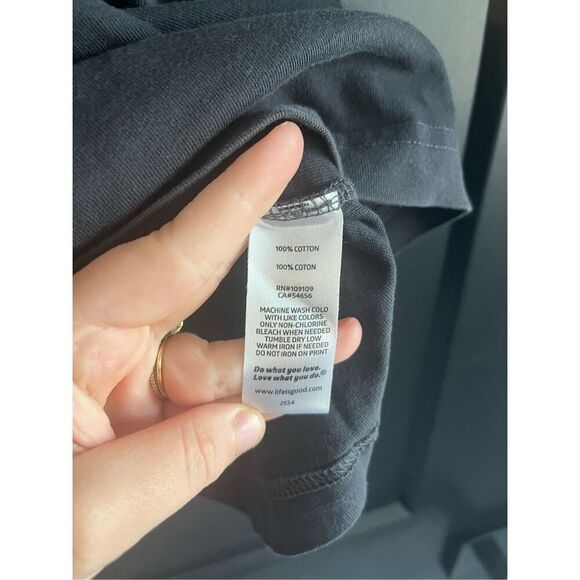 100% COTTON
100% COTON
RN#109109
CA#54656
MACHINE WASH COLD
WITH LIKE COLORS
ONLY NON-CHLORINE
BLEACH WHEN NEEDED
TUMBLE DRY LOW
WARM IRON IF NEEDED
DO NOT IRON ON PRINT
Do what you love.
Love what you do.®
www.lifeisgood.com
2554